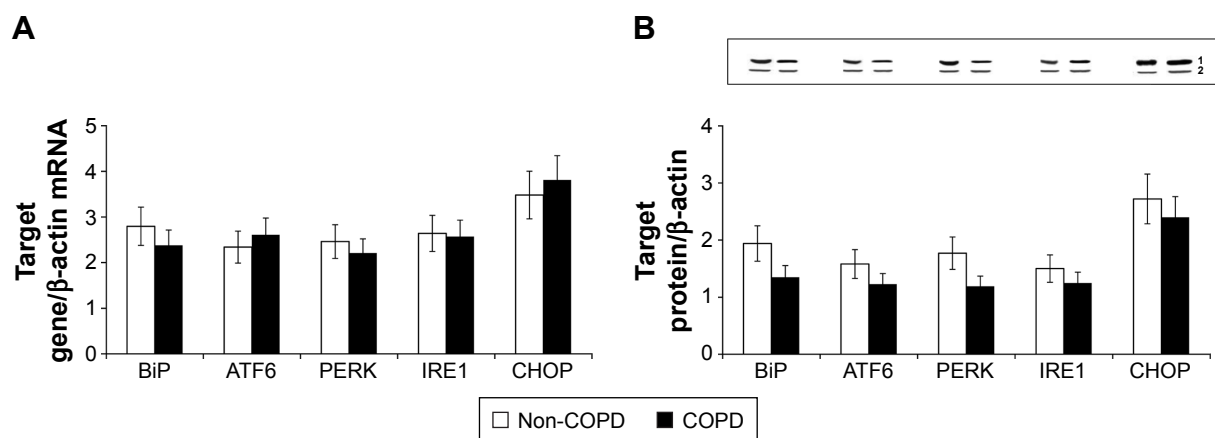 A
Target
gene/β-actin mRNA
5
4
3
2
1
0
BiP ATF6 PERK IRE1 CHOP
B
1
2
Target
protein/β-actin
4
3
2
1
0
BiP ATF6 PERK IRE1 CHOP
Non-COPD COPD